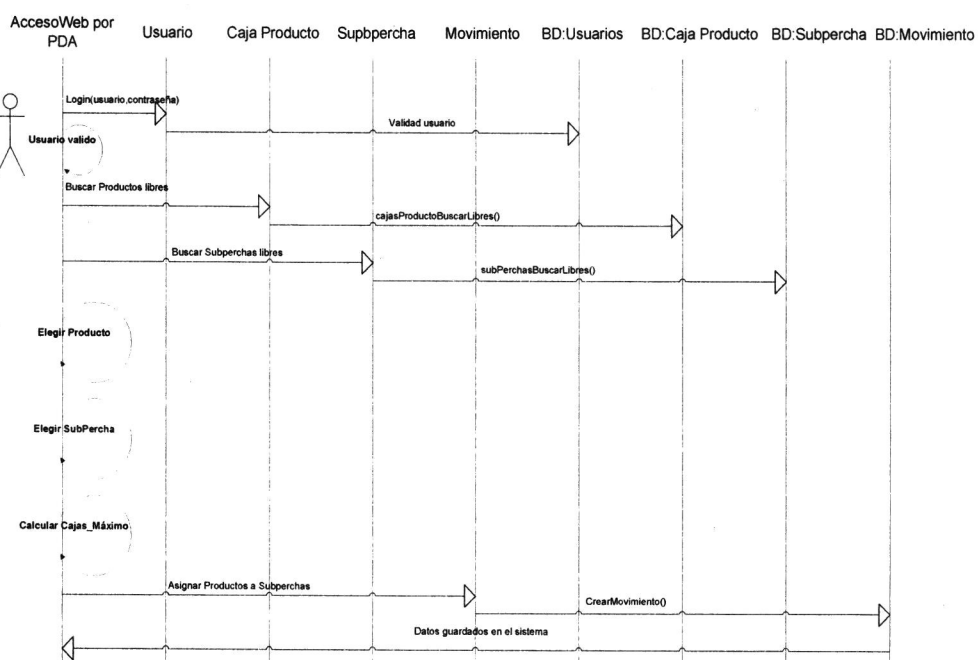 AccesoWeb por
PDA
Usuario
Caja Producto
Supbpercha
Movimiento
BD:Usuarios
BD:Caja Producto
BD:Subpercha
BD:Movimiento
Login(usuario,contraseña)
Validad usuario
Usuario valido
Buscar Productos libres
cajasProductoBuscarLibres()
Buscar Subperchas libres
subPerchasBuscarLibres()
Elegir Producto
Elegir SubPercha
Calcular Cajas_Máximo
Asignar Productos a Subperchas
CrearMovimiento()
Datos guardados en el sistema